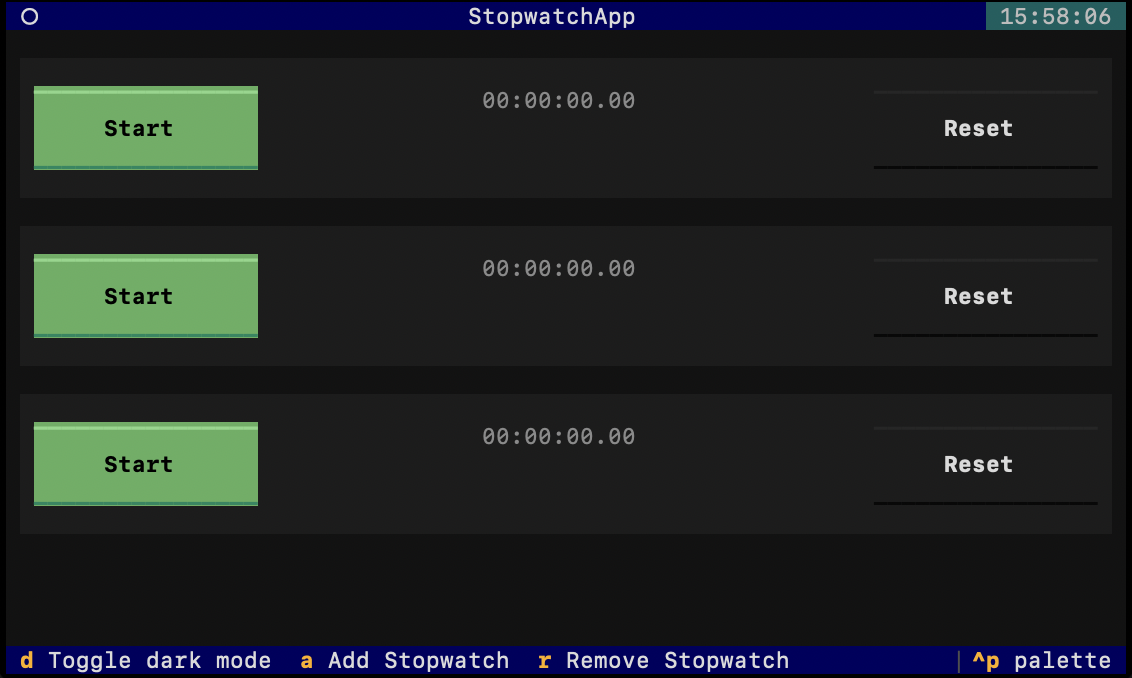 StopwatchApp 15:58:06
Start 00:00:00.00 Reset
Start 00:00:00.00 Reset
Start 00:00:00.00 Reset
d Toggle dark mode a Add Stopwatch r Remove Stopwatch ^p palette